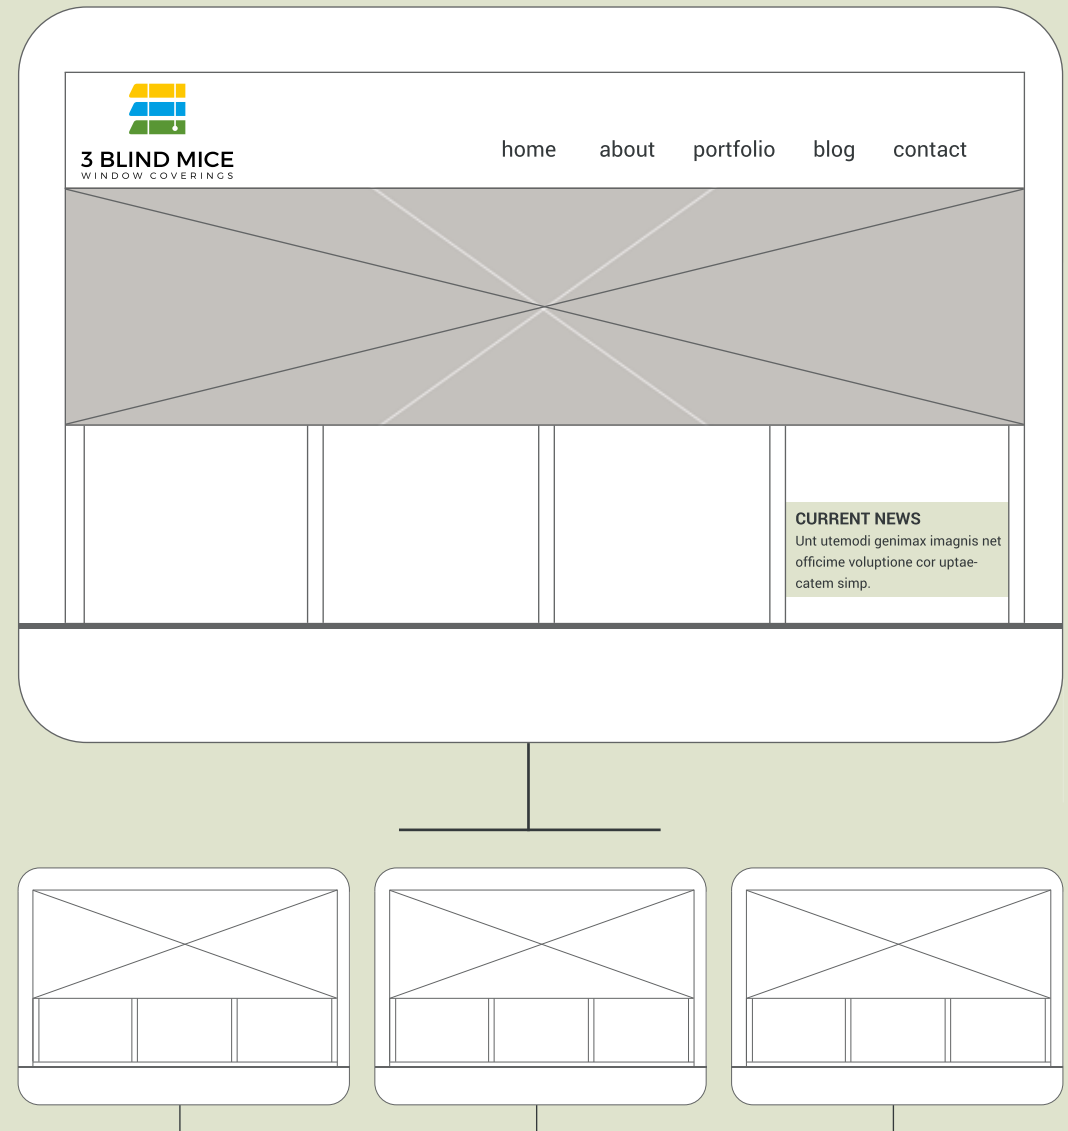 3 BLIND MICE
WINDOW COVERINGS
home about portfolio blog contact
CURRENT NEWS
Unt utemodi genimax imagnis net
officime voluptione cor uptae-
catem simp.